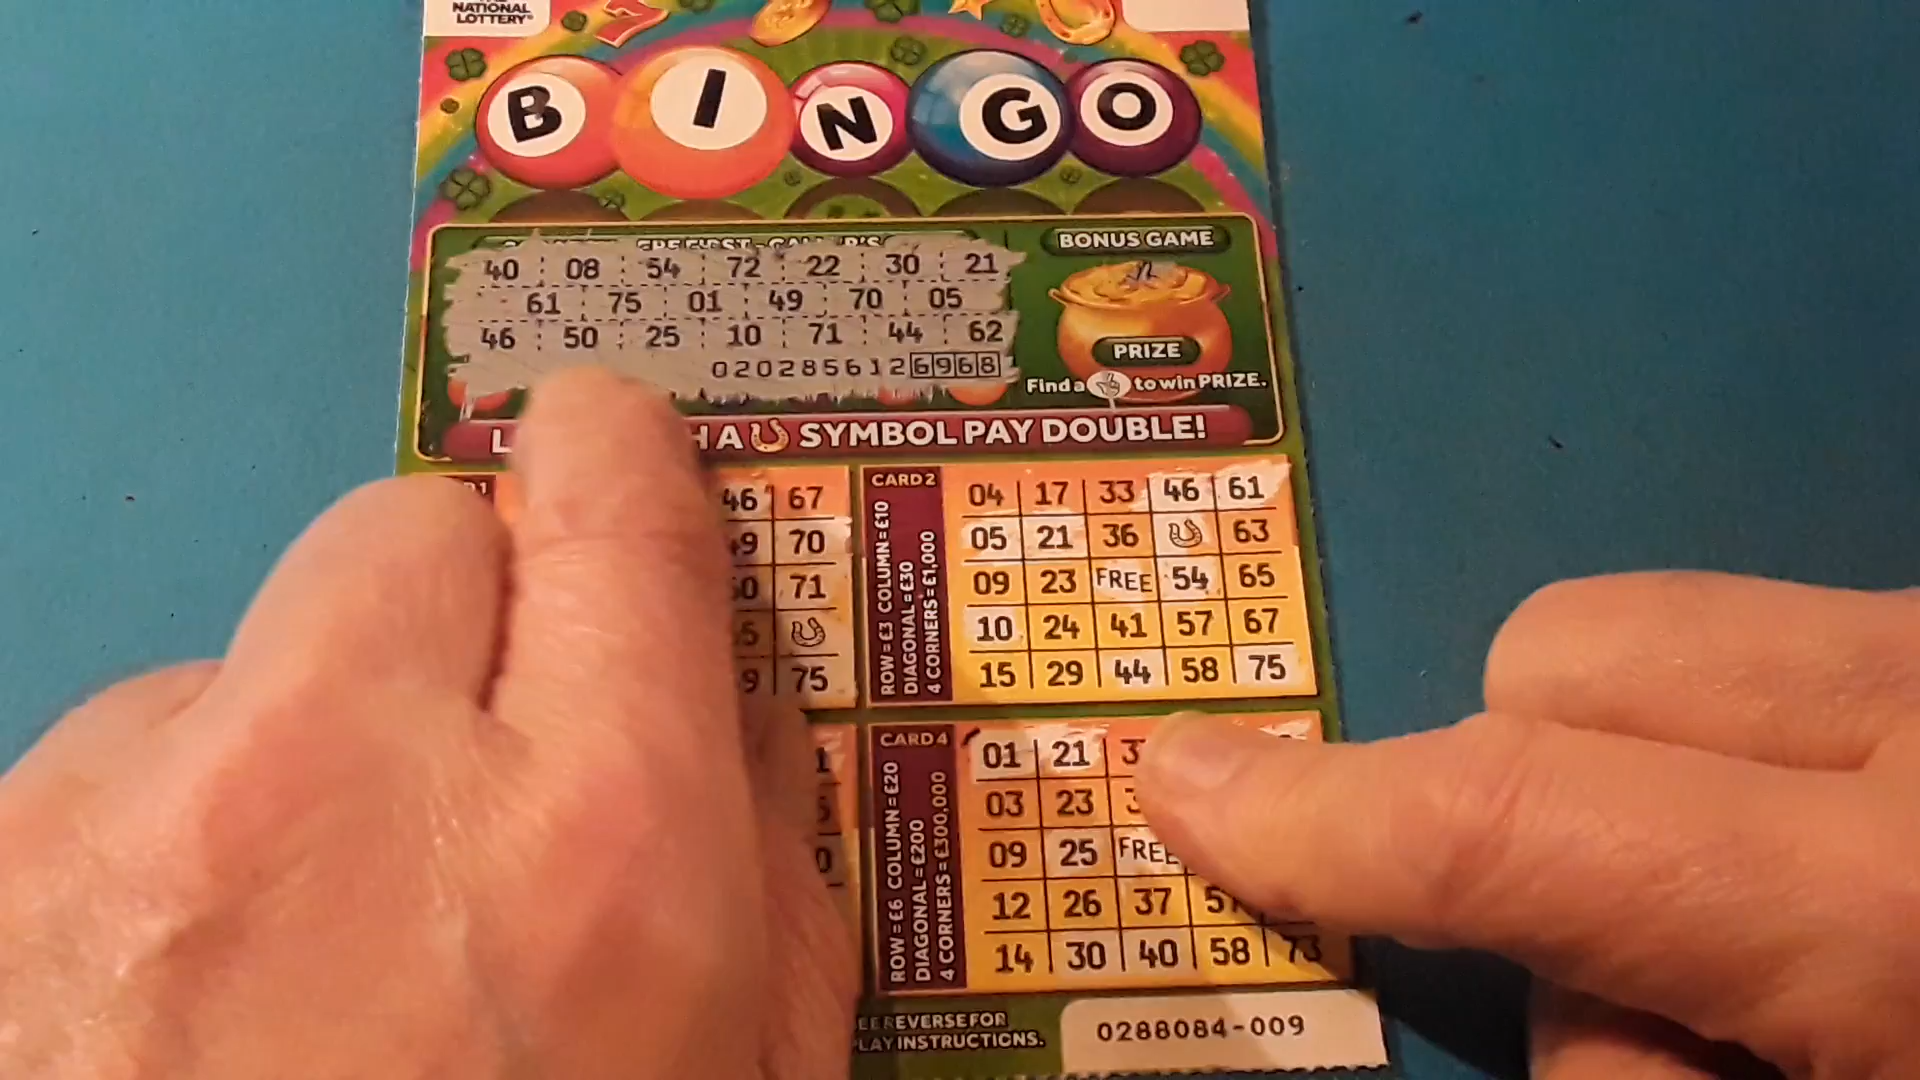 NATIONAL
LOTTERY
BINGO
BONUS GAME
40 08 54 72 22 30 21
61 75 01 49 70 05
46 50 25 10 71 44 62
0202856126968
PRIZE
Find a to win PRIZE.
A SYMBOL PAY DOUBLE!
46 67
70
71
75
CARD 2
ROW = £3 COLUMN = £10
DIAGONAL = £30
4 CORNERS = £1,000
04 17 33 46 61
05 21 36 63
09 23 FREE 54 65
10 24 41 57 67
15 29 44 58 75
CARD 4
ROW = £6 COLUMN = £20
DIAGONAL = £200
4 CORNERS = £300,000
01 21
03 23
09 25 FREE
12 26 37
14 30 40 58 73
REVERSE FOR
PLAY INSTRUCTIONS.
0288084-009